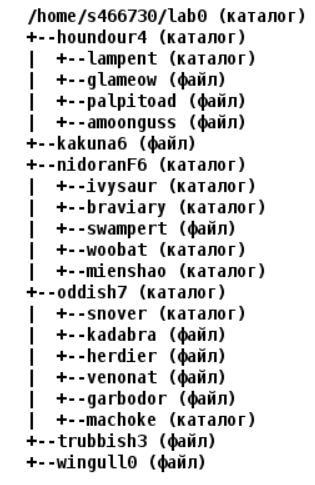 /home/s466730/lab0 (каталог)
+--houndour4 (каталог)
|  +--lampent (каталог)
|  +--glameow (файл)
|  +--palpitoad (файл)
|  +--amoonguss (файл)
+--kakuna6 (файл)
+--nidoranF6 (каталог)
|  +--ivysaur (каталог)
|  +--braviary (каталог)
|  +--swampert (файл)
|  +--woobat (каталог)
|  +--mienshao (каталог)
+--oddish7 (каталог)
|  +--snover (каталог)
|  +--kadabra (файл)
|  +--herdier (файл)
|  +--venonat (файл)
|  +--garbodor (файл)
|  +--machoke (каталог)
+--trubbish3 (файл)
+--wingull0 (файл)